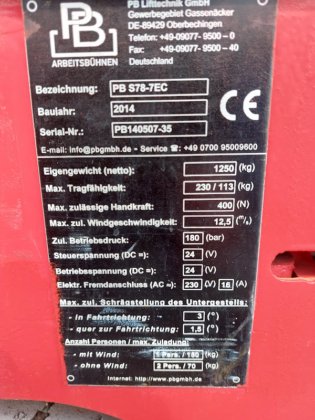 PB
ARBEITSBÜHNEN
PB Lifttechnik GmbH
Gewerbegebiet Gassenäcker
DE-89429 Oberbechingen
Telefon: +49-09077- 9500 – 0
Fax: +49-09077- 9500 – 40
Deutschland
Bezeichnung: PB S78-7EC
Baujahr: 2014
Serial-Nr.: PB140507-35
CE
E-mail: info@pbgmbh.de - Service ☎: +49 0700 95009600
Eigengewicht (netto): 1250 (kg)
Max. Tragfähigkeit: 230 / 113 (kg)
Max. zulässige Handkraft: 400 (N)
Max. zul. Windgeschwindigkeit: 12,5 (m/s)
Zul. Betriebsdruck: 180 (bar)
Steuerspannung (DC =): 24 (V)
Betriebsspannung (DC =): 24 (V)
Elektr. Fremdanschluss (AC ≈): 230 (V) 16 (A)
Max. zul. Schrägstellung des Untergestells:
- in Fahrtrichtung: 3 (°)
- quer zur Fahrtrichtung: 1,5 (°)
Anzahl Personen / max. Zuladung:
- mit Wind: 1 Pers. / 160 (kg)
- ohne Wind: 2 Pers. / 70 (kg)
Internet: http://www.pbgmbh.de